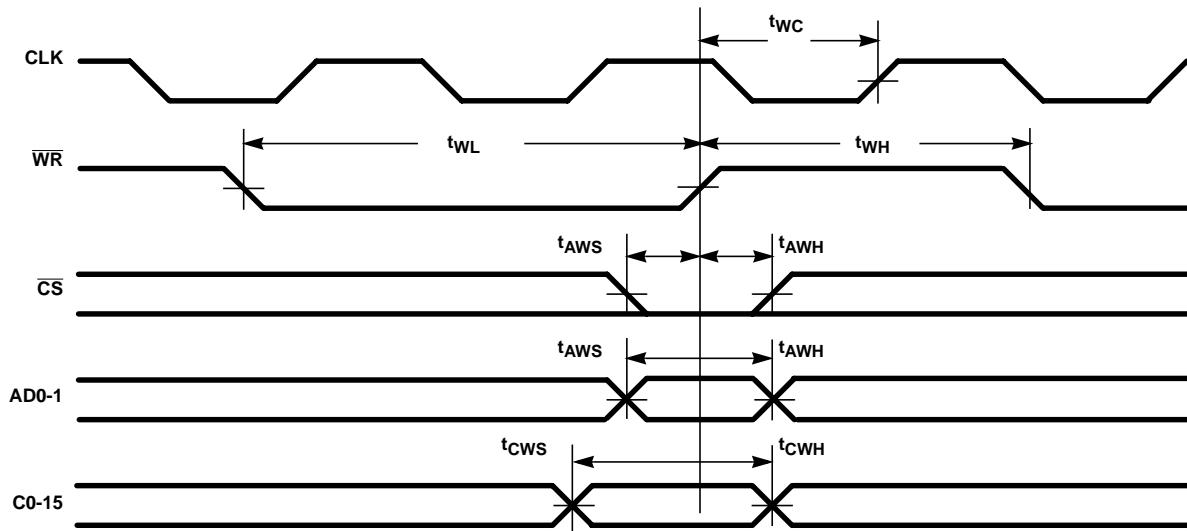 tWC
CLK
tWL
tWH
WR
tAWS
tAWH
CS
tAWS
tAWH
AD0-1
tCWS
tCWH
C0-15